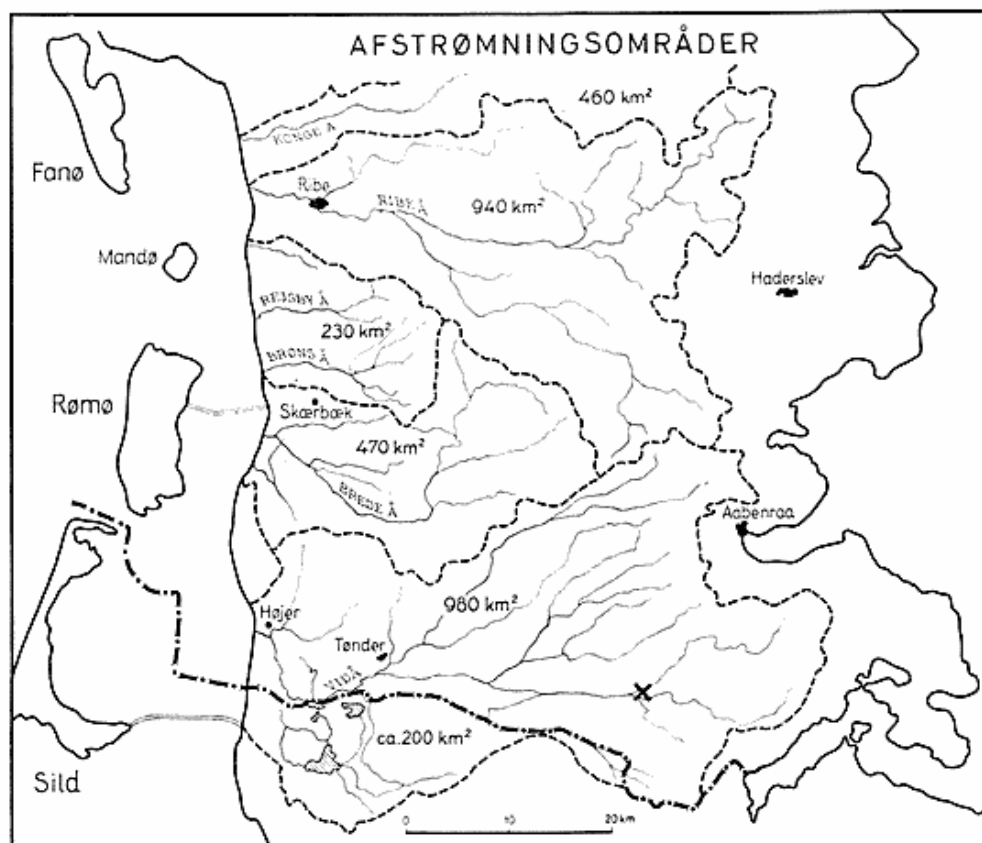 AFSTRØMNINGSOMRÅDER
460 km²
KONGE Å
Fanø
Ribe
RIBE Å
940 km²
Mandø
Haderslev
REJSBY Å
230 km²
BRØNS Å
Rømø
Skærbæk
470 km²
BREDE Å
Aabenraa
980 km²
Højer
Tønder
VIDÅ
ca. 200 km²
Sild
0 10 20 km